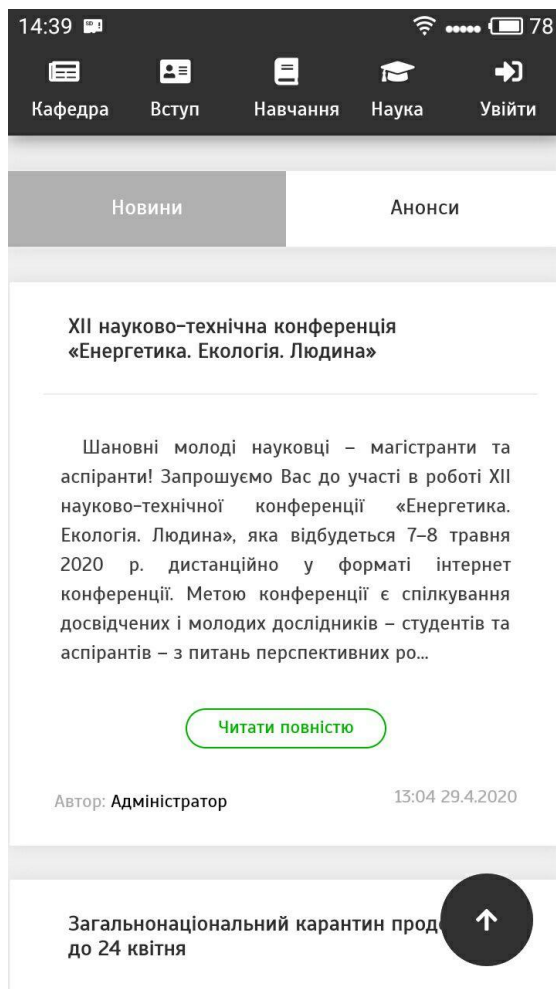 14:39 78
Кафедра Вступ Навчання Наука Увійти
Новини Анонси
XII науково-технічна конференція
«Енергетика. Екологія. Людина»
Шановні молоді науковці – магістранти та
аспіранти! Запрошуємо Вас до участі в роботі XII
науково-технічної конференції «Енергетика.
Екологія. Людина», яка відбудеться 7–8 травня
2020 р. дистанційно у форматі інтернет
конференції. Метою конференції є спілкування
досвідчених і молодих дослідників – студентів та
аспірантів – з питань перспективних ро...
Читати повністю
Автор: Адміністратор 13:04 29.4.2020
Загальнонаціональний карантин
до 24 квітня